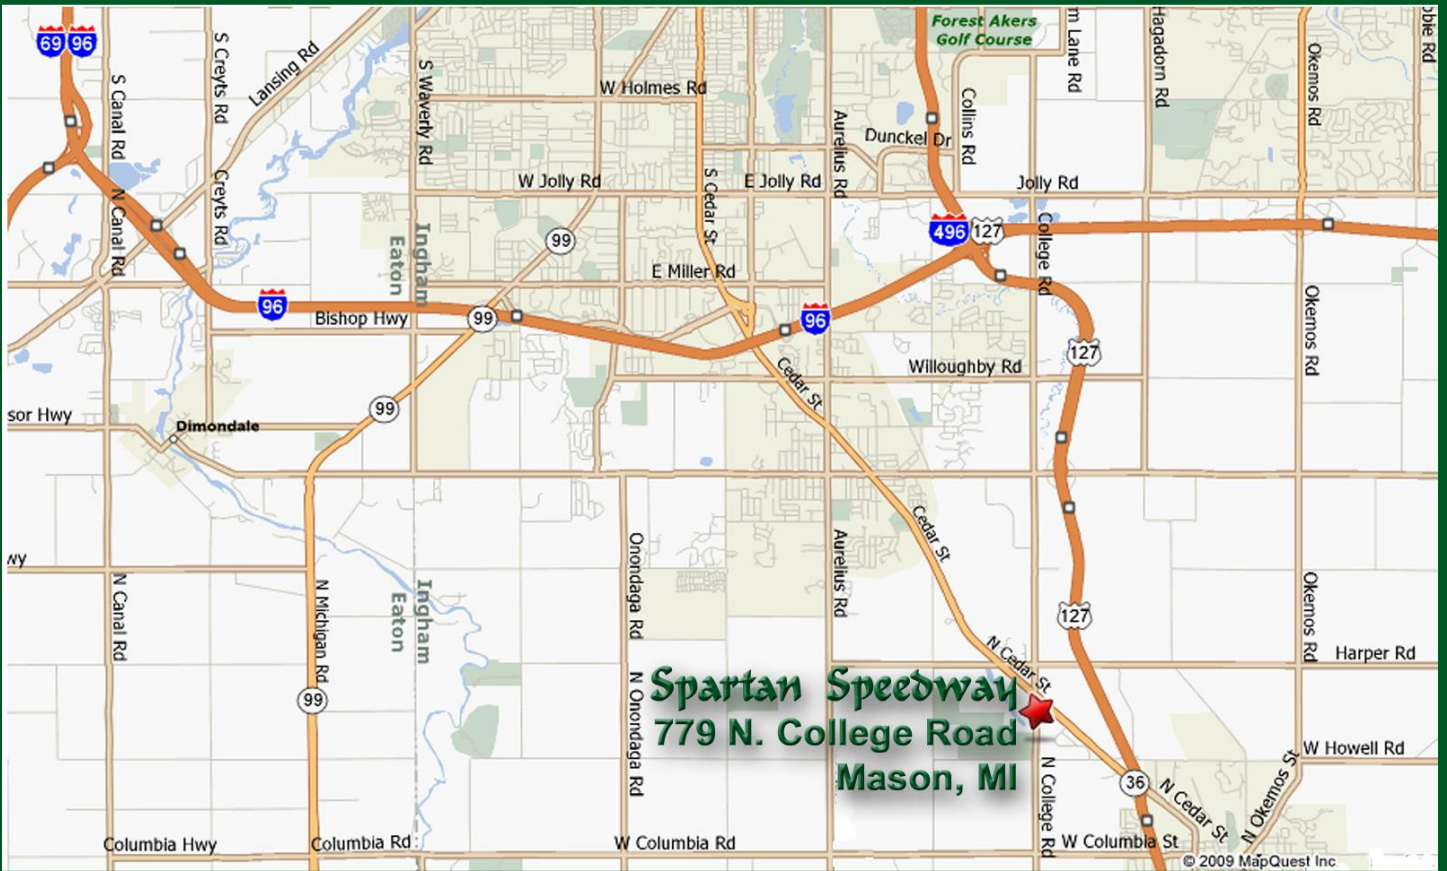 69 96
S Canal Rd
S Creyts Rd
Lansing Rd
S Waverly Rd
W Holmes Rd
Forest Akers
Golf Course
m Lane Rd
Hagadorn Rd
Okemos Rd
bie Rd
Aurelius Rd
Dunckel Dr
Collins Rd
N Canal Rd
Creyts Rd
W Jolly Rd
S Cedar St
E Jolly Rd
Jolly Rd
Eaton
Ingham
99
E Miller Rd
496
127
College Rd
96
Bishop Hwy
99
96
Okemos Rd
127
Willoughby Rd
Cedar St
99
sor Hwy
Dimondale
Cedar St
wy
N Canal Rd
N Michigan Rd
Eaton
Ingham
Onondaga Rd
Aurelius Rd
127
Okemos Rd
Harper Rd
N Cedar St
99
N Onondaga Rd
Spartan Speedway
779 N. College Road
Mason, MI
N College Rd
W Howell Rd
36
N Cedar St
N Okemos St
Columbia Hwy
Columbia Rd
W Columbia Rd
W Columbia St
© 2009 MapQuest Inc